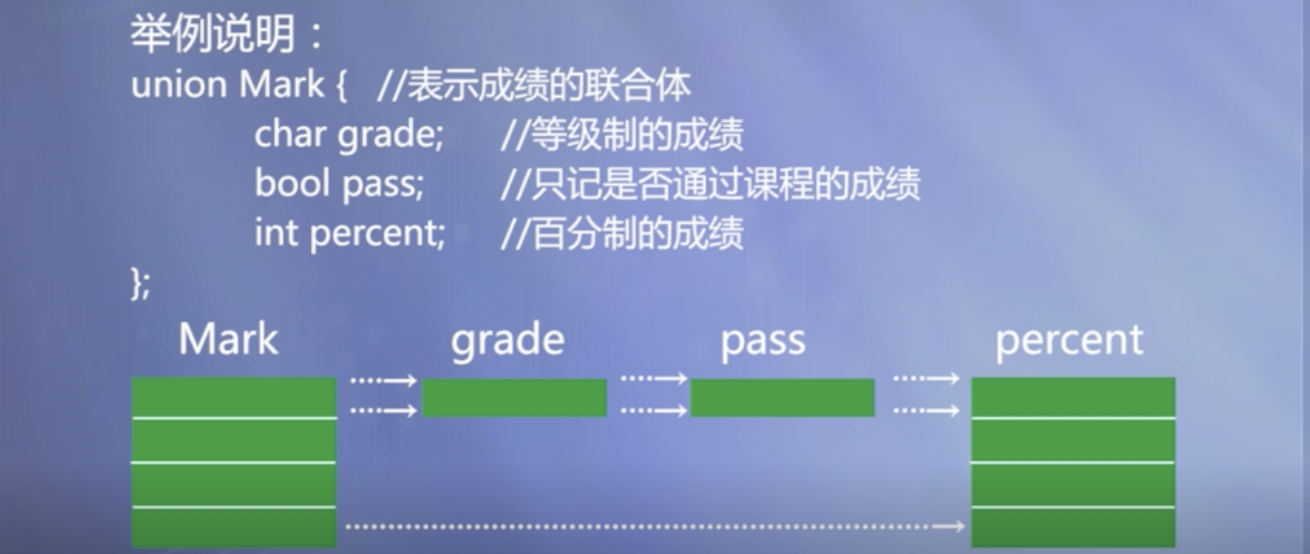 举例说明：
union Mark { //表示成绩的联合体
char grade; //等级制的成绩
bool pass; //只记是否通过课程的成绩
int percent; //百分制的成绩
};
Mark grade pass percent